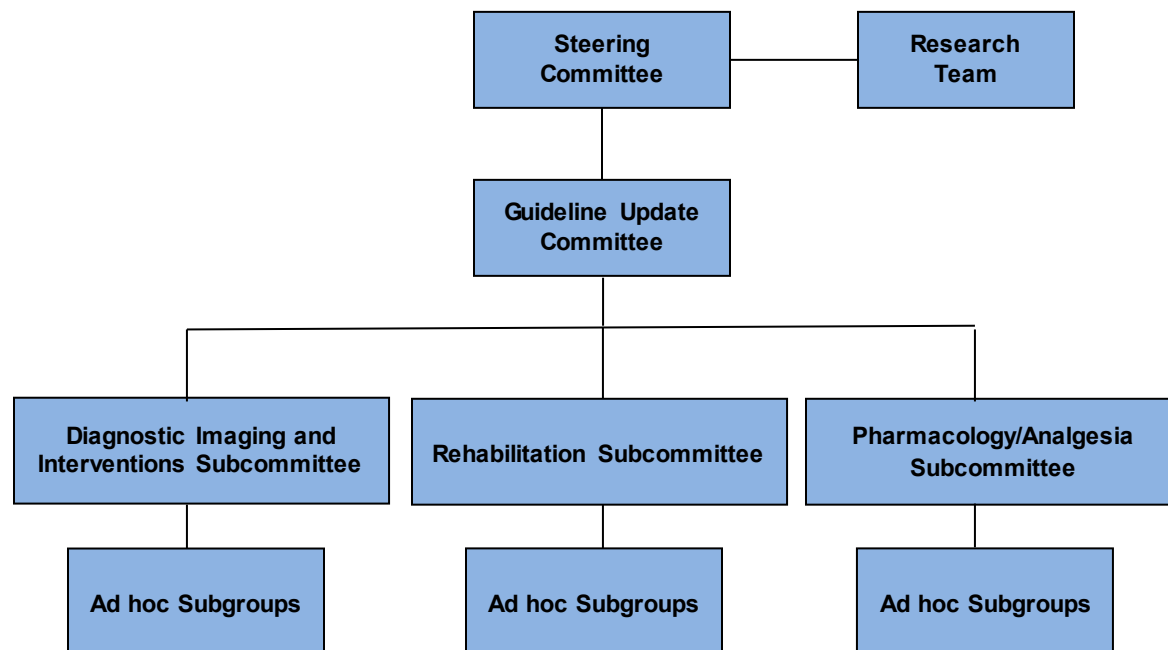 Steering
Committee
Research
Team
Guideline Update
Committee
Diagnostic Imaging and
Interventions Subcommittee
Rehabilitation Subcommittee
Pharmacology/Analgesia
Subcommittee
Ad hoc Subgroups
Ad hoc Subgroups
Ad hoc Subgroups